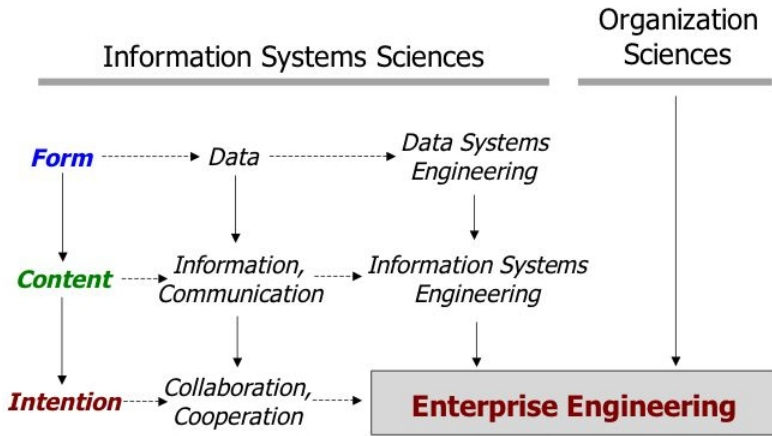 Information Systems Sciences
Organization
Sciences
Form
Data
Data Systems
Engineering
Content
Information,
Communication
Information Systems
Engineering
Intention
Collaboration,
Cooperation
Enterprise Engineering